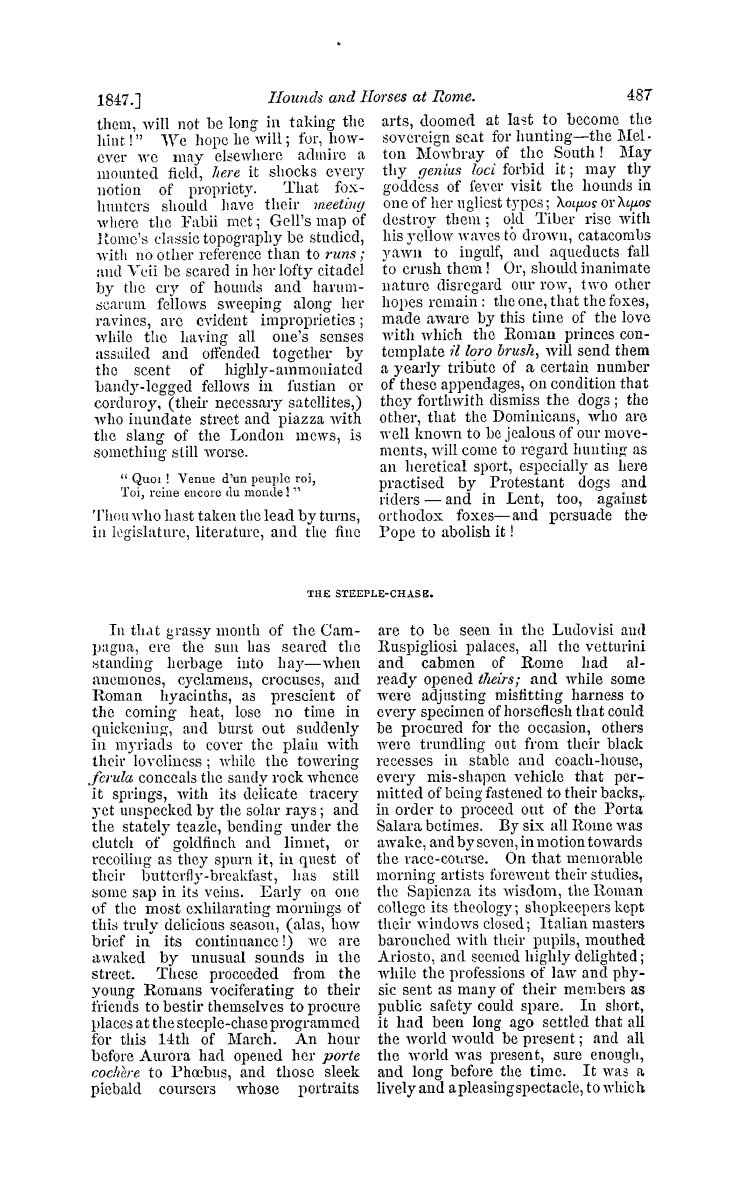 1847.] Hounds and Horses at Rome. 487
them, will not be long in taking the
hint!" We hope he will; for, how-
ever we may elsewhere admire a
mounted field, here it shocks every
notion of propriety. That fox-
hunters should have their meeting
where the Fabii met; Gell's map of
Rome's classic topography be studied,
with no other reference than to runs;
and Veii be scared in her lofty citadel
by the cry of hounds and harum-
scarum fellows sweeping along her
ravines, are evident improprieties;
while the having all one's senses
assailed and offended together by
the scent of highly-ammoniated
bandy-legged fellows in fustian or
corduroy, (their necessary satellites,)
who inundate street and piazza with
the slang of the London mews, is
something still worse.
"Quoi! Venue d'un peuple roi,
Toi, reine encore du monde!"
Thou who hast taken the lead by turns,
in legislature, literature, and the fine
arts, doomed at last to become the
sovereign seat for hunting—the Mel-
ton Mowbray of the South! May
thy genius loci forbid it; may thy
goddess of fever visit the hounds in
one of her ugliest types; λοιμος or λιμος
destroy them; old Tiber rise with
his yellow waves to drown, catacombs
yawn to ingulf, and aqueducts fall
to crush them! Or, should inanimate
nature disregard our row, two other
hopes remain: the one, that the foxes,
made aware by this time of the love
with which the Roman princes con-
template il loro brush, will send them
a yearly tribute of a certain number
of these appendages, on condition that
they forthwith dismiss the dogs; the
other, that the Dominicans, who are
well known to be jealous of our move-
ments, will come to regard hunting as
an heretical sport, especially as here
practised by Protestant dogs and
riders — and in Lent, too, against
orthodox foxes—and persuade the
Pope to abolish it!
THE STEEPLE-CHASE.
In that grassy month of the Cam-
pagna, ere the sun has seared the
standing herbage into hay—when
anemones, cyclamens, crocuses, and
Roman hyacinths, as prescient of
the coming heat, lose no time in
quickening, and burst out suddenly
in myriads to cover the plain with
their loveliness; while the towering
ferula conceals the sandy rock whence
it springs, with its delicate tracery
yet unspecked by the solar rays; and
the stately teazle, bending under the
clutch of goldfinch and linnet, or
recoiling as they spurn it, in quest of
their butterfly-breakfast, has still
some sap in its veins. Early on one
of the most exhilarating mornings of
this truly delicious season, (alas, how
brief in its continuance!) we are
awaked by unusual sounds in the
street. These proceeded from the
young Romans vociferating to their
friends to bestir themselves to procure
places at the steeple-chase programmed
for this 14th of March. An hour
before Aurora had opened her porte
cochère to Phœbus, and those sleek
piebald coursers whose portraits
are to be seen in the Ludovisi and
Ruspigliosi palaces, all the vetturini
and cabmen of Rome had al-
ready opened theirs; and while some
were adjusting misfitting harness to
every specimen of horseflesh that could
be procured for the occasion, others
were trundling out from their black
recesses in stable and coach-house,
every mis-shapen vehicle that per-
mitted of being fastened to their backs,
in order to proceed out of the Porta
Salara betimes. By six all Rome was
awake, and by seven, in motion towards
the race-course. On that memorable
morning artists forewent their studies,
the Sapienza its wisdom, the Roman
college its theology; shopkeepers kept
their windows closed; Italian masters
barouched with their pupils, mouthed
Ariosto, and seemed highly delighted;
while the professions of law and phy-
sic sent as many of their members as
public safety could spare. In short,
it had been long ago settled that all
the world would be present; and all
the world was present, sure enough,
and long before the time. It was a
lively and a pleasing spectacle, to which